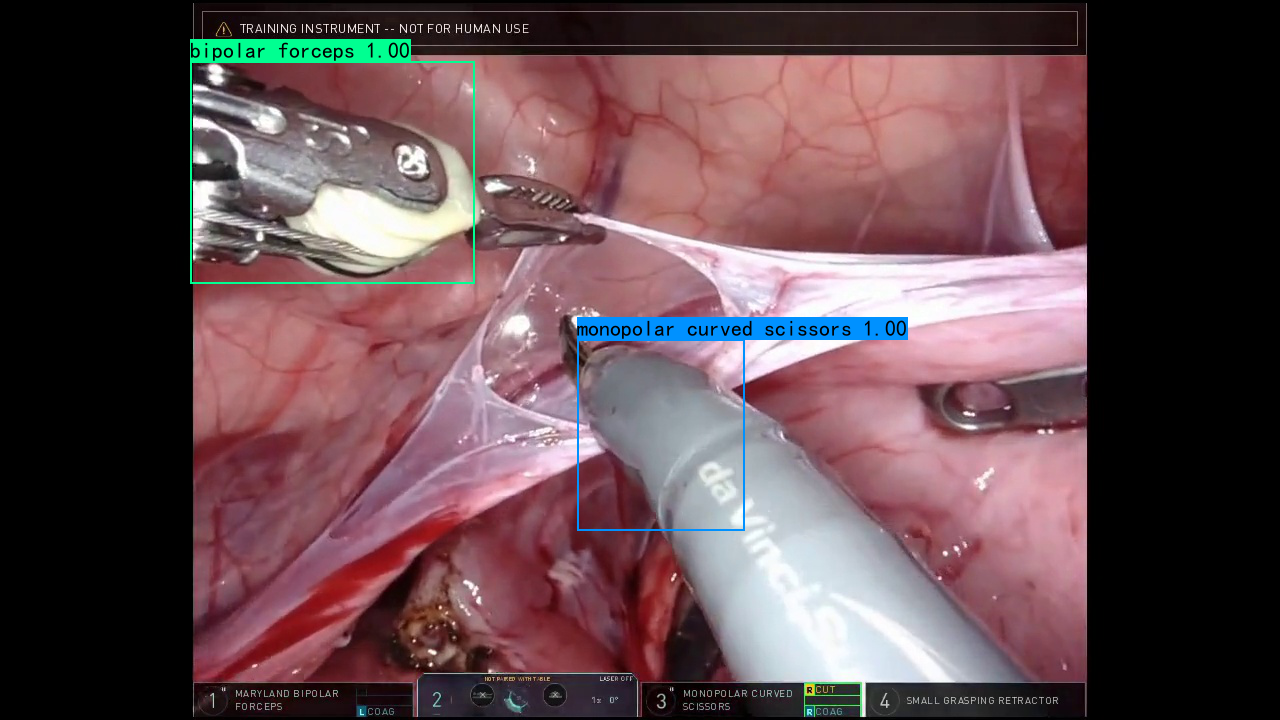 TRAINING INSTRUMENT -- NOT FOR HUMAN USE
bipolar forceps 1.00
monopolar curved scissors 1.00
da Vinci Su
NOT PAIRED WITH TABLE
LASER OFF
1" MARYLAND BIPOLAR
FORCEPS
L COAG
2
1x 0°
3" MONOPOLAR CURVED
SCISSORS
R CUT
R COAG
4 SMALL GRASPING RETRACTOR